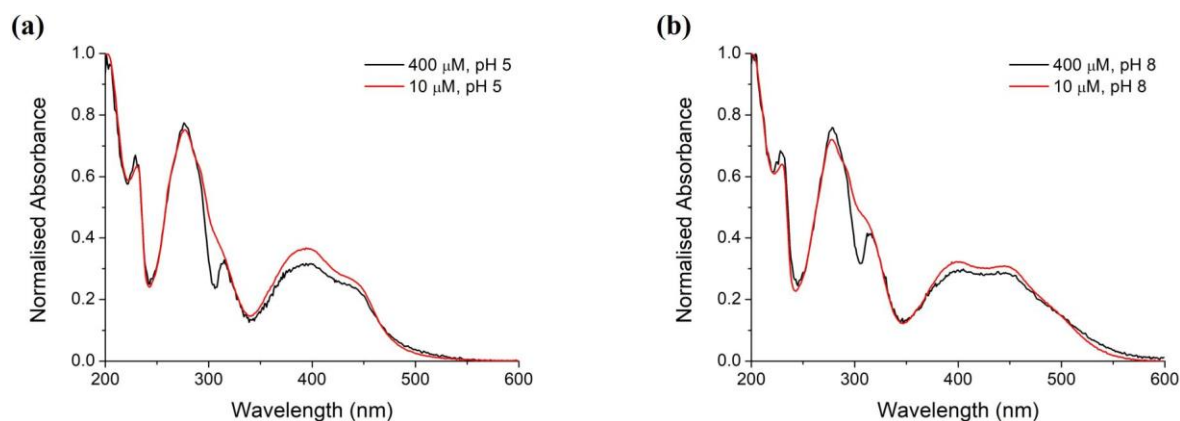 (a)
400 μM, pH 5
10 μM, pH 5
1.0
0.8
0.6
0.4
0.2
0.0
Normalised Absorbance
200
300
400
500
600
Wavelength (nm)
(b)
400 μM, pH 8
10 μM, pH 8
1.0
0.8
0.6
0.4
0.2
0.0
Normalised Absorbance
200
300
400
500
600
Wavelength (nm)